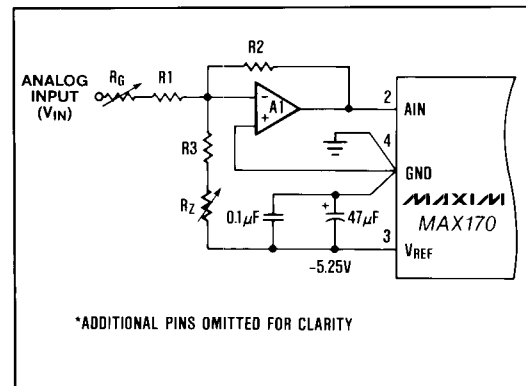 R2
ANALOG
INPUT
(VIN)
RG
R1
A1
-
+
2
AIN
R3
4
GND
RZ
0.1µF
+
47µF
MAXIM
MAX170
3
VREF
-5.25V
*ADDITIONAL PINS OMITTED FOR CLARITY